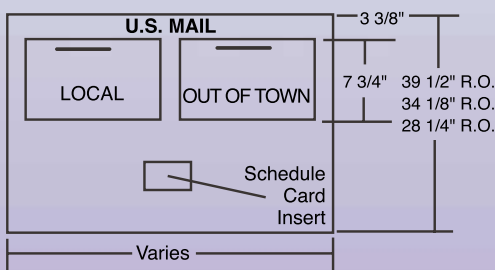 U.S. MAIL
3 3/8"
LOCAL
OUT OF TOWN
7 3/4"
39 1/2" R.O.
34 1/8" R.O.
28 1/4" R.O.
Schedule
Card
Insert
Varies